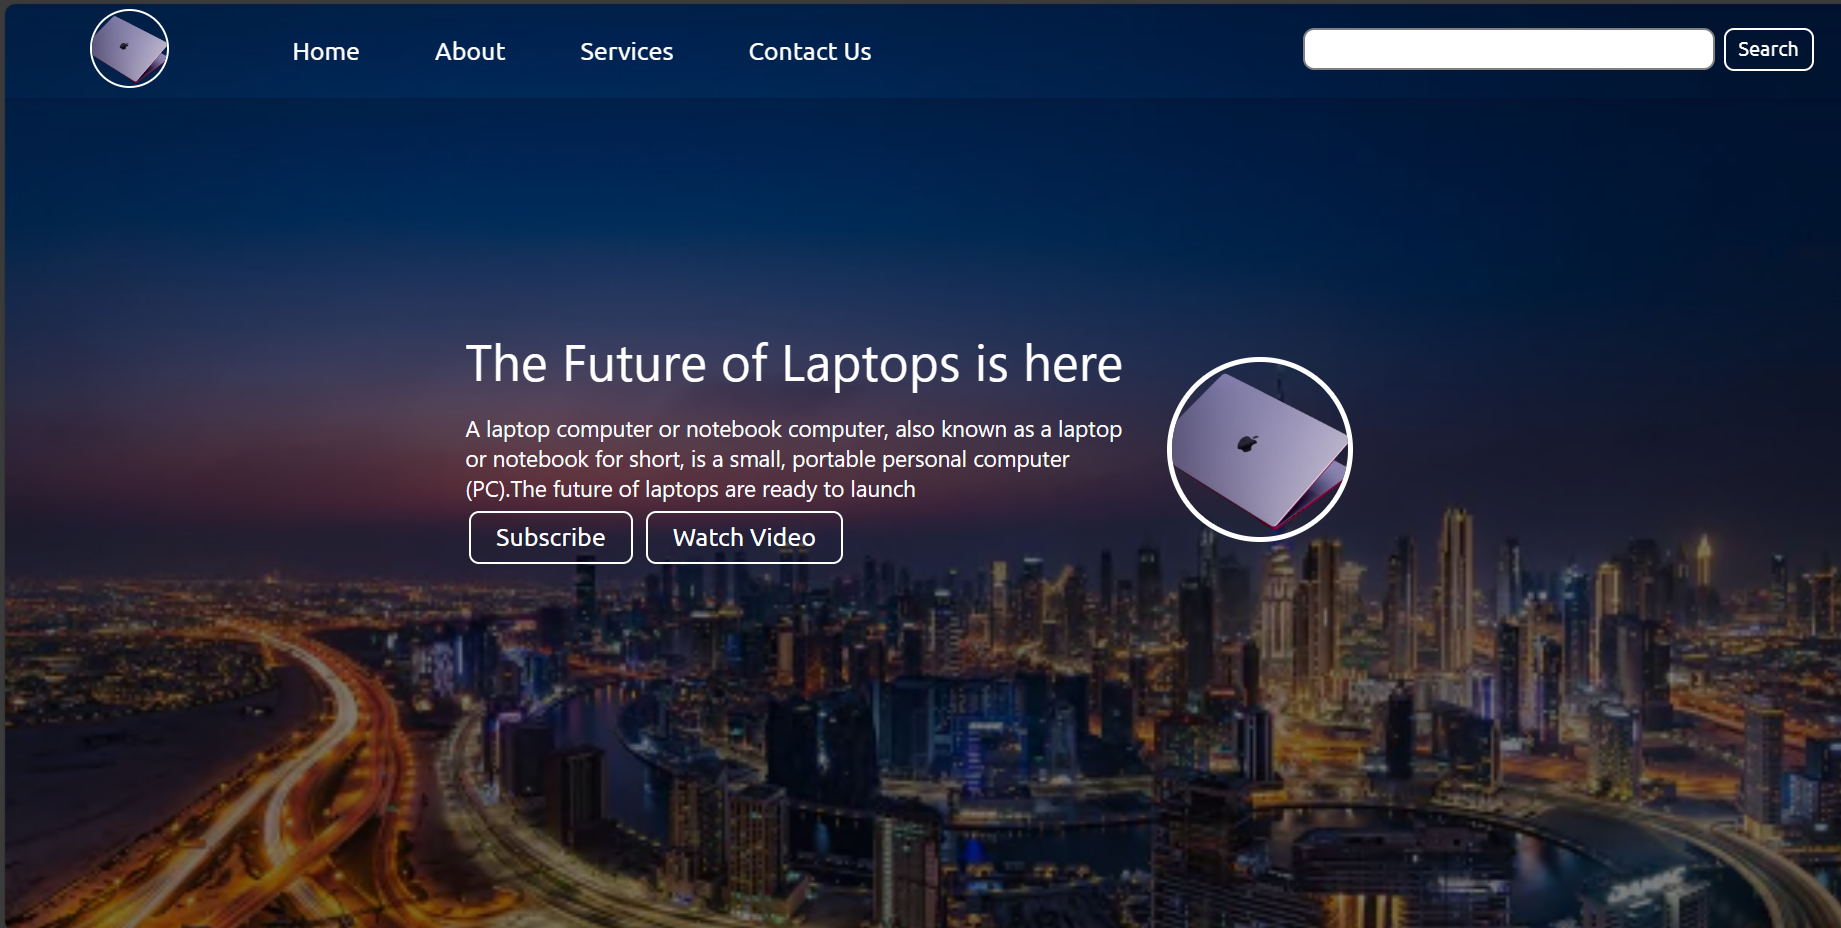 Home About Services Contact Us Search
The Future of Laptops is here
A laptop computer or notebook computer, also known as a laptop
or notebook for short, is a small, portable personal computer
(PC).The future of laptops are ready to launch
Subscribe Watch Video